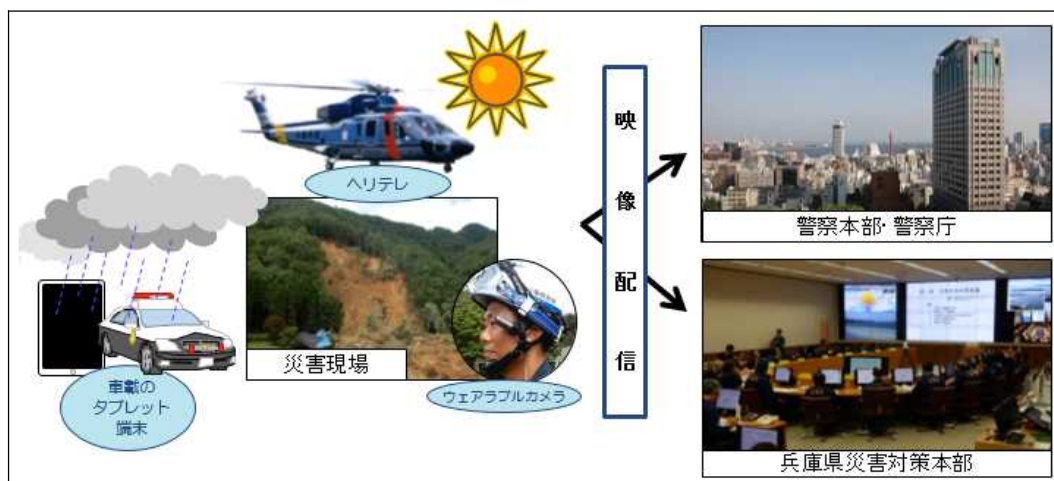 ヘリテレ
災害現場
車載の
タブレット
端末
ウェアラブルカメラ
映像配信
警察本部・警察庁
兵庫県災害対策本部